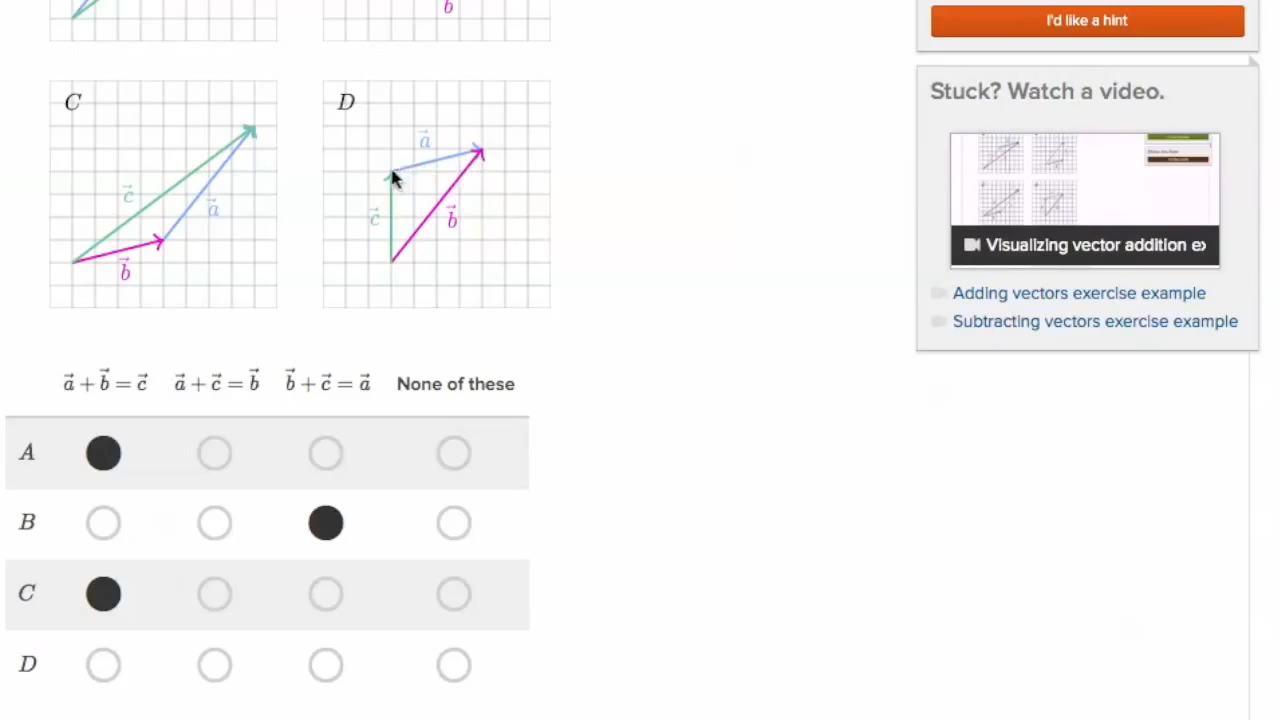 b⃗
I'd like a hint
Stuck? Watch a video.
Visualizing vector addition ex
Adding vectors exercise example
Subtracting vectors exercise example
C
c⃗
a⃗
b⃗
D
a⃗
c⃗
b⃗
a⃗ + b⃗ = c⃗ a⃗ + c⃗ = b⃗ b⃗ + c⃗ = a⃗ None of these
A
B
C
D